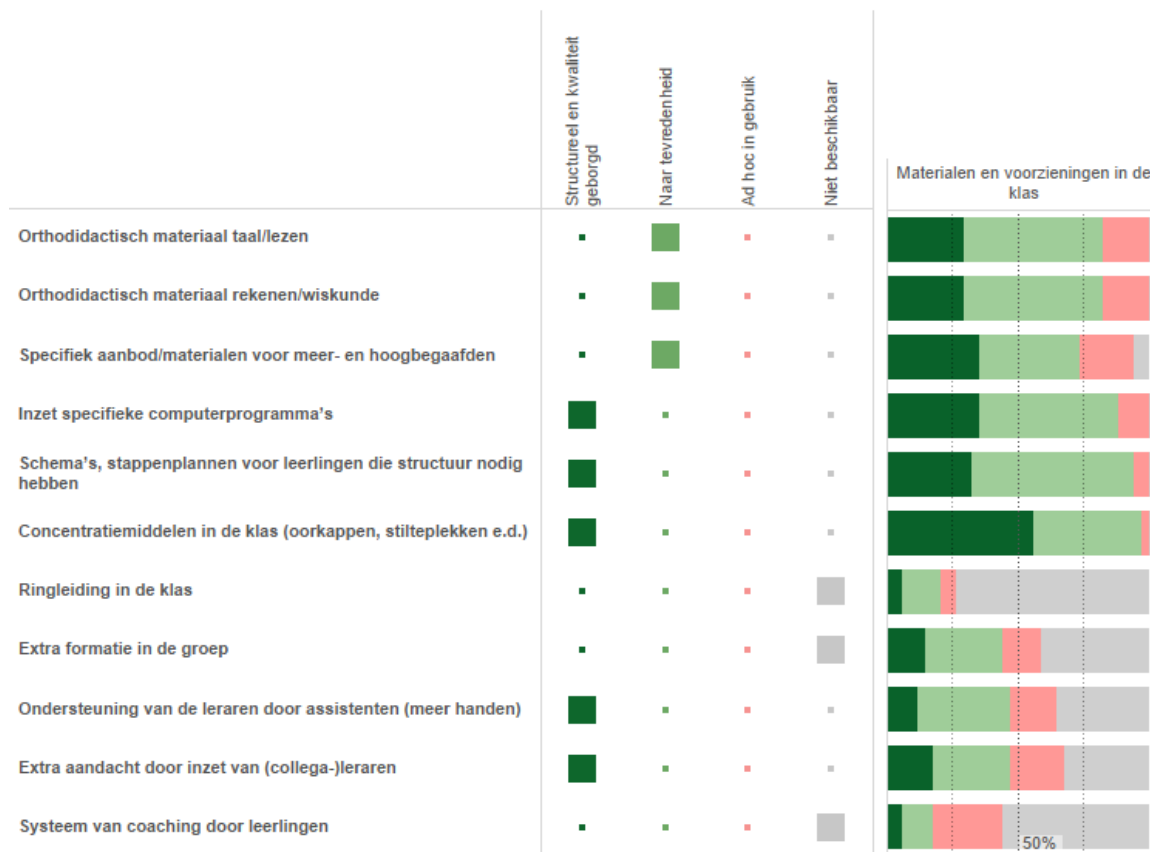 Structureel en kwaliteit
geborgd
Naar tevredenheid
Ad hoc in gebruik
Niet beschikbaar
Materialen en voorzieningen in de
klas
Orthodidactisch materiaal taal/lezen
Orthodidactisch materiaal rekenen/wiskunde
Specifiek aanbod/materialen voor meer- en hoogbegaafden
Inzet specifieke computerprogramma's
Schema's, stappenplannen voor leerlingen die structuur nodig
hebben
Concentratiemiddelen in de klas (oorkappen, stilteplekken e.d.)
Ringleiding in de klas
Extra formatie in de groep
Ondersteuning van de leraren door assistenten (meer handen)
Extra aandacht door inzet van (collega-)leraren
Systeem van coaching door leerlingen
50%